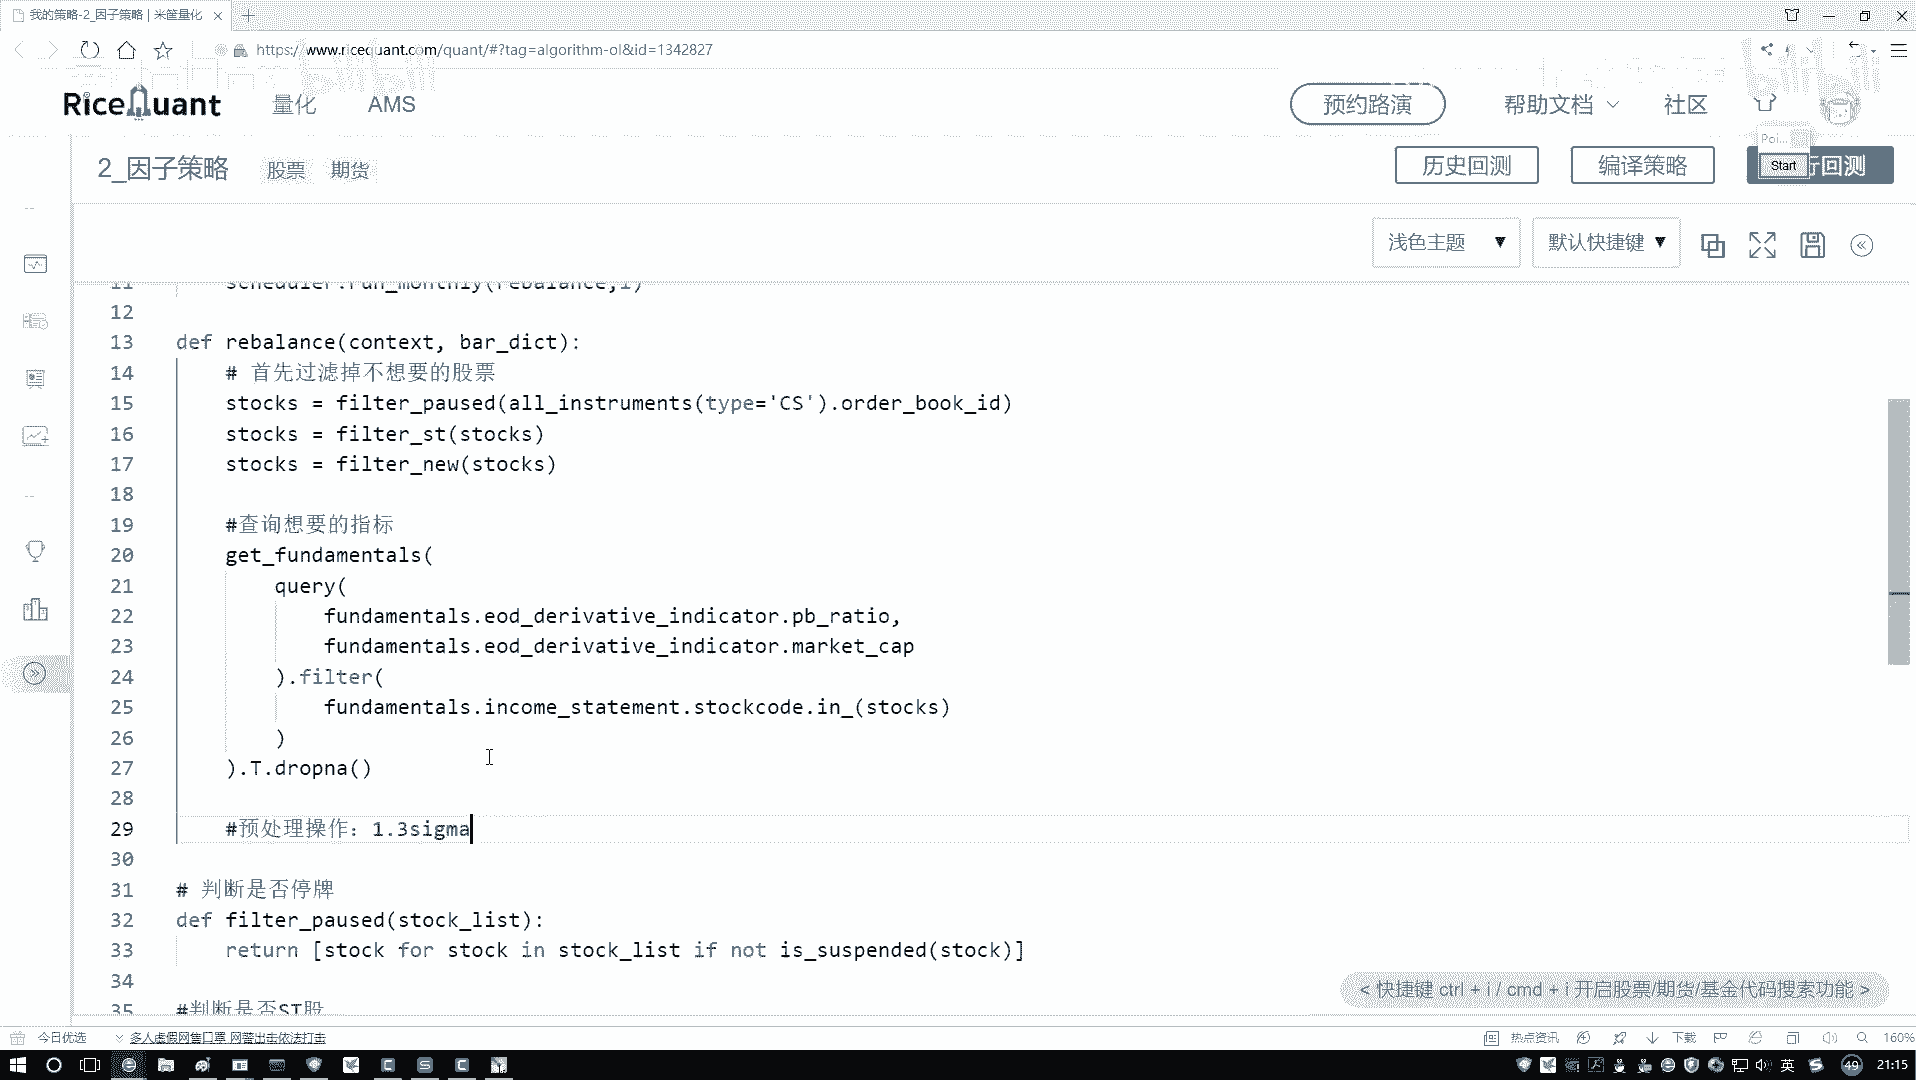 我的策略-2_因子策略 | 米筐量化
https://www.ricequant.com/quant/#?tag=algorithm-ol&id=1342827
RiceQuant 量化 AMS 预约路演 帮助文档 社区
Poi...
2_因子策略 股票 期货 历史回测 编译策略 Start 行回测
浅色主题 默认快捷键
11 scheduler.run_monthly(rebalance,1)
12
13 def rebalance(context, bar_dict):
14 # 首先过滤掉不想要的股票
15 stocks = filter_paused(all_instruments(type='CS').order_book_id)
16 stocks = filter_st(stocks)
17 stocks = filter_new(stocks)
18
19 #查询想要的指标
20 get_fundamentals(
21 query(
22 fundamentals.eod_derivative_indicator.pb_ratio,
23 fundamentals.eod_derivative_indicator.market_cap
24 ).filter(
25 fundamentals.income_statement.stockcode.in_(stocks)
26 )
27 ).T.dropna()
28
29 #预处理操作：1.3sigma
30
31 # 判断是否停牌
32 def filter_paused(stock_list):
33 return [stock for stock in stock_list if not is_suspended(stock)]
34
35 #判断是否ST股
< 快捷键 ctrl + i / cmd + i 开启股票/期货/基金代码搜索功能 >
今日优选 多人虚假网售口罩 网警出击依法打击 热点资讯 下载 160%
英 49 21:15